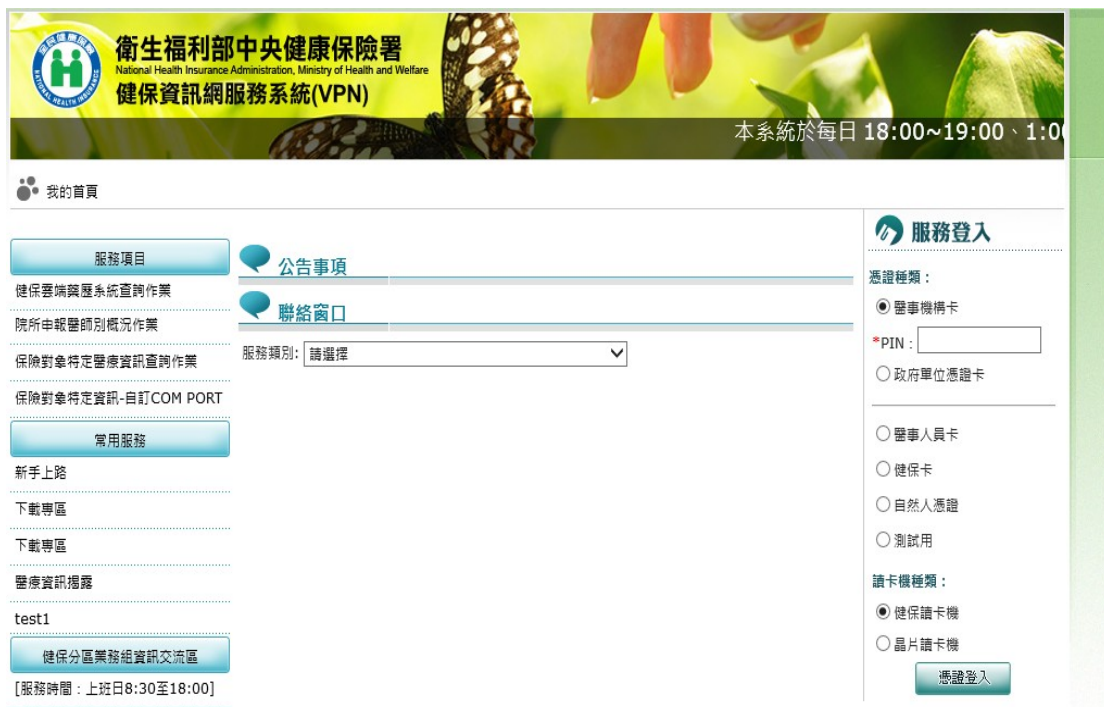 衛生福利部中央健康保險署
National Health Insurance Administration, Ministry of Health and Welfare
健保資訊網服務系統(VPN)
全民健康保險
NATIONAL HEALTH INSURANCE
本系統於每日 18:00~19:00、1:00
我的首頁
服務項目
健保雲端藥歷系統查詢作業
院所申報醫師別概況作業
保險對象特定醫療資訊查詢作業
保險對象特定資訊-自訂COM PORT
常用服務
新手上路
下載專區
下載專區
醫療資訊揭露
test1
健保分區業務組資訊交流區
[服務時間：上班日8:30至18:00]
公告事項
聯絡窗口
服務類別: 請選擇
服務登入
憑證種類：
醫事機構卡
*PIN：
政府單位憑證卡
醫事人員卡
健保卡
自然人憑證
測試用
讀卡機種類：
健保讀卡機
晶片讀卡機
憑證登入